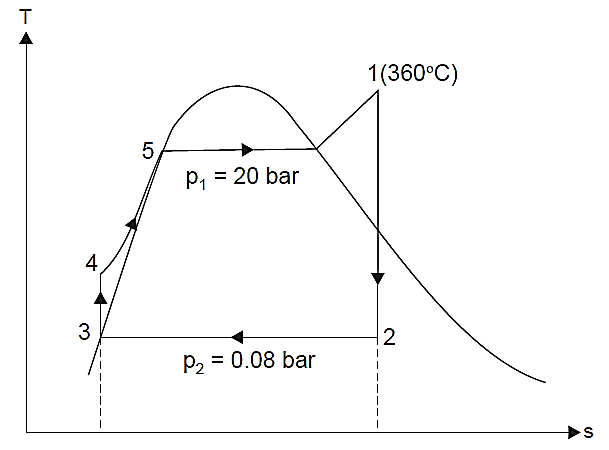 T
1(360°C)
5
p₁ = 20 bar
4
3
2
p₂ = 0.08 bar
s